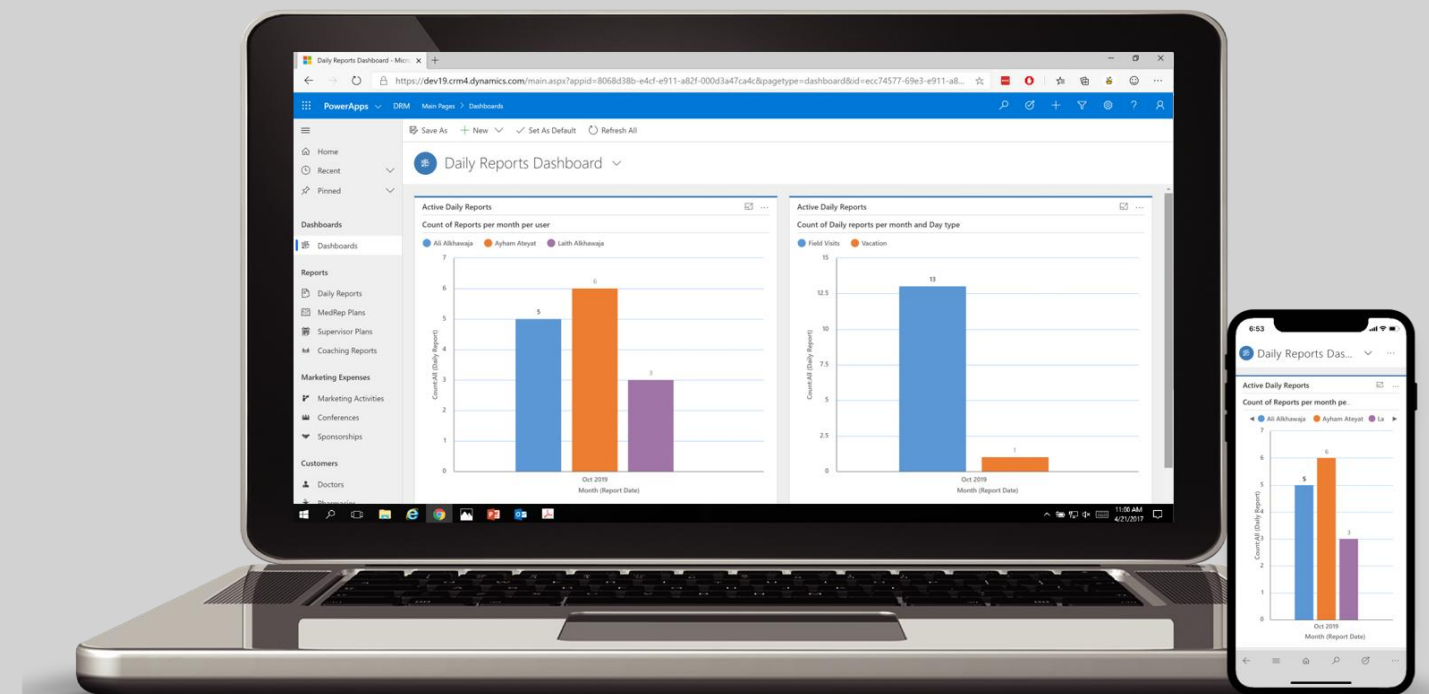 Daily Reports Dashboard - Micr
https://dev19.crm4.dynamics.com/main.aspx?appid=8068d38b-e4cf-e911-a82f-000d3a47ca4c&pagetype=dashboard&id=ecc74577-69e3-e911-a8...
PowerApps DRM Main Pages > Dashboards
Save As New Set As Default Refresh All
Home
Recent
Pinned
Dashboards
Dashboards
Reports
Daily Reports
MedRep Plans
Supervisor Plans
Coaching Reports
Marketing Expenses
Marketing Activities
Conferences
Sponsorships
Customers
Doctors
Pharmacies
Daily Reports Dashboard
Active Daily Reports
Count of Reports per month per user
Ali Alkhawaja Ayham Ateyat Laith Alkhawaja
7
6
5
4
3
2
1
0
5
6
3
Count:All (Daily Report)
Oct 2019
Month (Report Date)
Active Daily Reports
Count of Daily reports per month and Day type
Field Visits Vacation
15
12.5
10
7.5
5
2.5
0
13
1
Count:All (Daily Report)
Oct 2019
Month (Report Date)
11:00 AM
4/21/2017
6:53
Daily Reports Das...
Active Daily Reports
Count of Reports per month pe..
Ali Alkhawaja Ayham Ateyat La
7
6
5
4
3
2
1
0
5
6
3
Count:All (Daily Report)
Oct 2019
Month (Report Date)